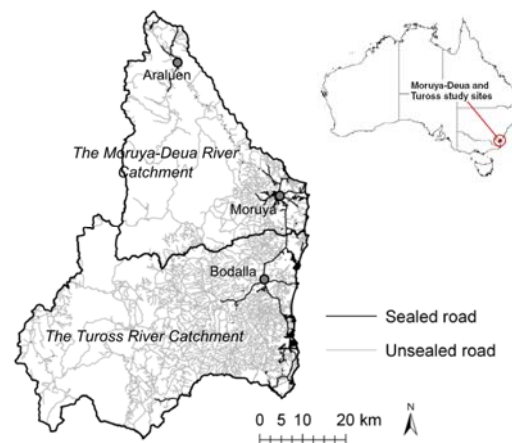 Araluen
Moruya-Deua and
Tuross study sites
The Moruya-Deua River
Catchment
Moruya
Bodalla
The Tuross River Catchment
Sealed road
Unsealed road
N
0 5 10 20 km